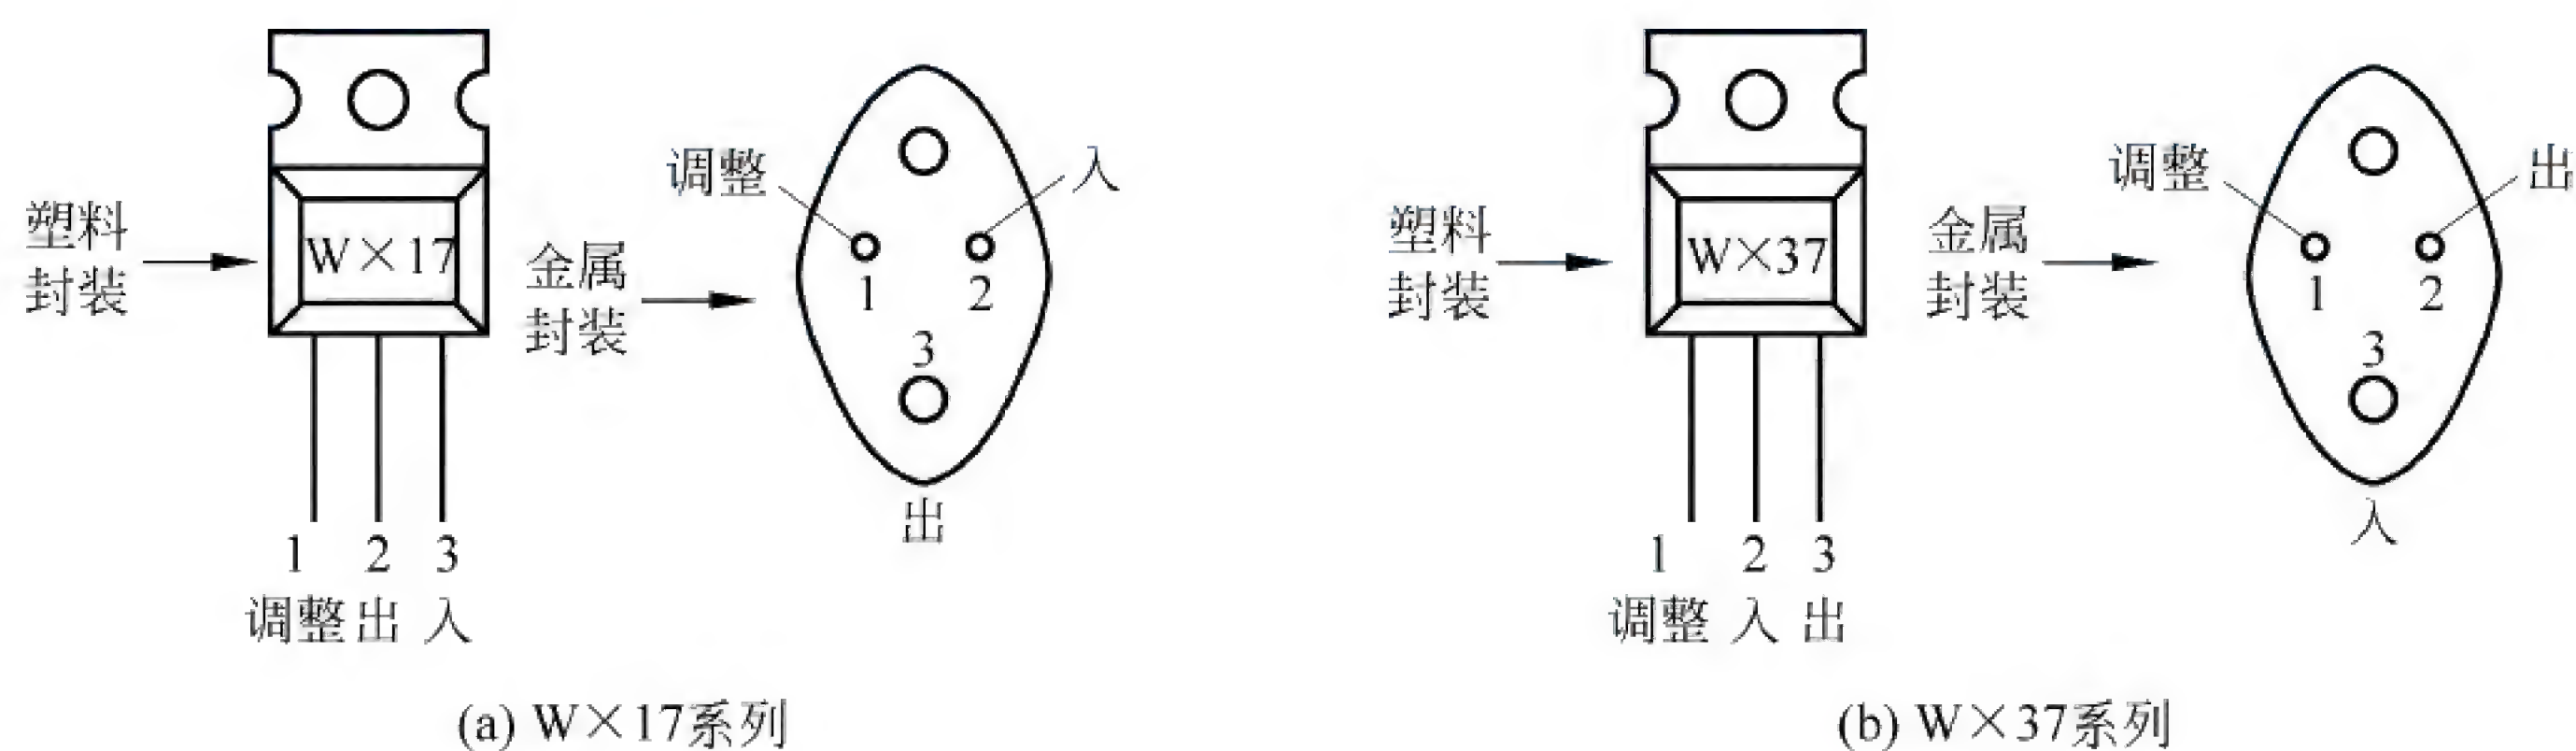 塑料
封装
W×17
1 2 3
调整 出 入
金属
封装
调整
入
1 2
3
出
(a) W×17系列
塑料
封装
W×37
1 2 3
调整 入 出
金属
封装
调整
出
1 2
3
入
(b) W×37系列